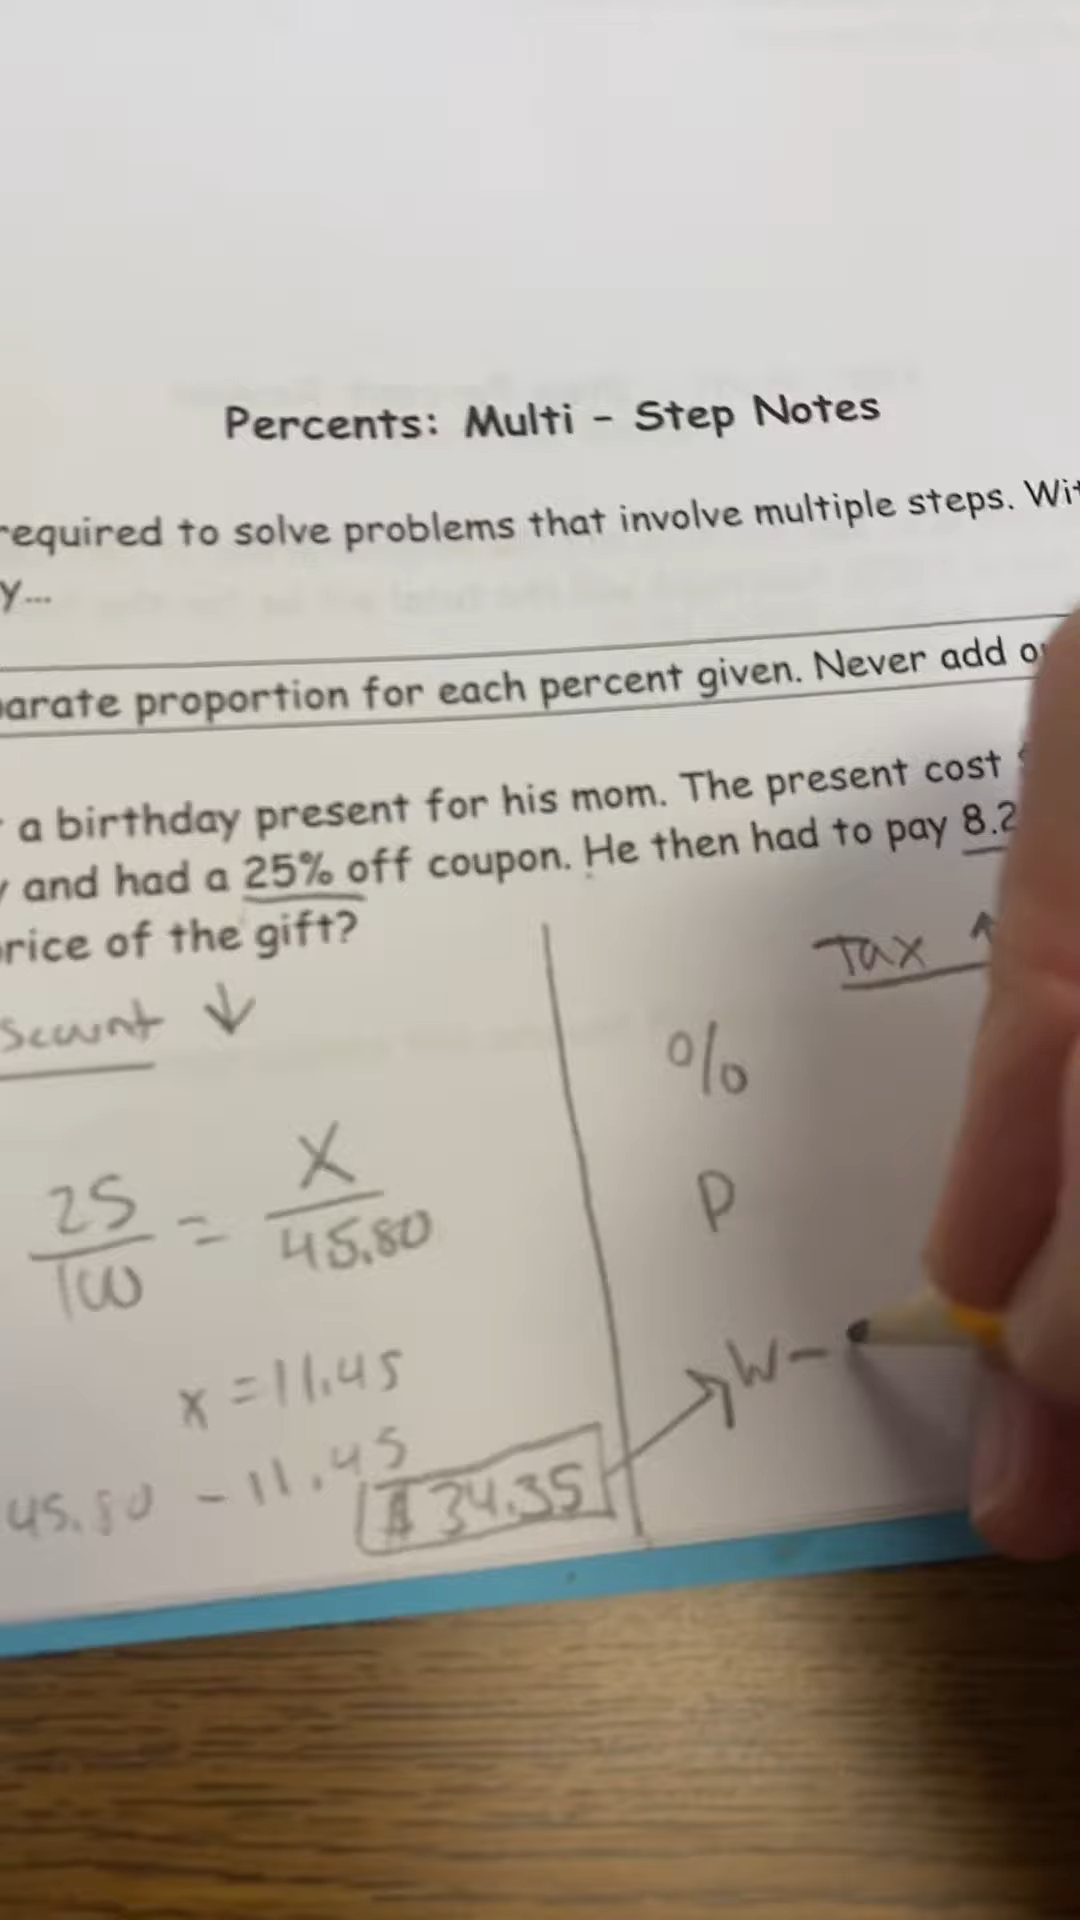 Percents: Multi - Step Notes
required to solve problems that involve multiple steps. Wit
y...
parate proportion for each percent given. Never add o
a birthday present for his mom. The present cost
y and had a 25% off coupon. He then had to pay 8.2
rice of the gift?
scount ↓
Tax ↑
%
25/100 = X/45.80
P
x = 11.45
W -
45.80 - 11.45
$34.35